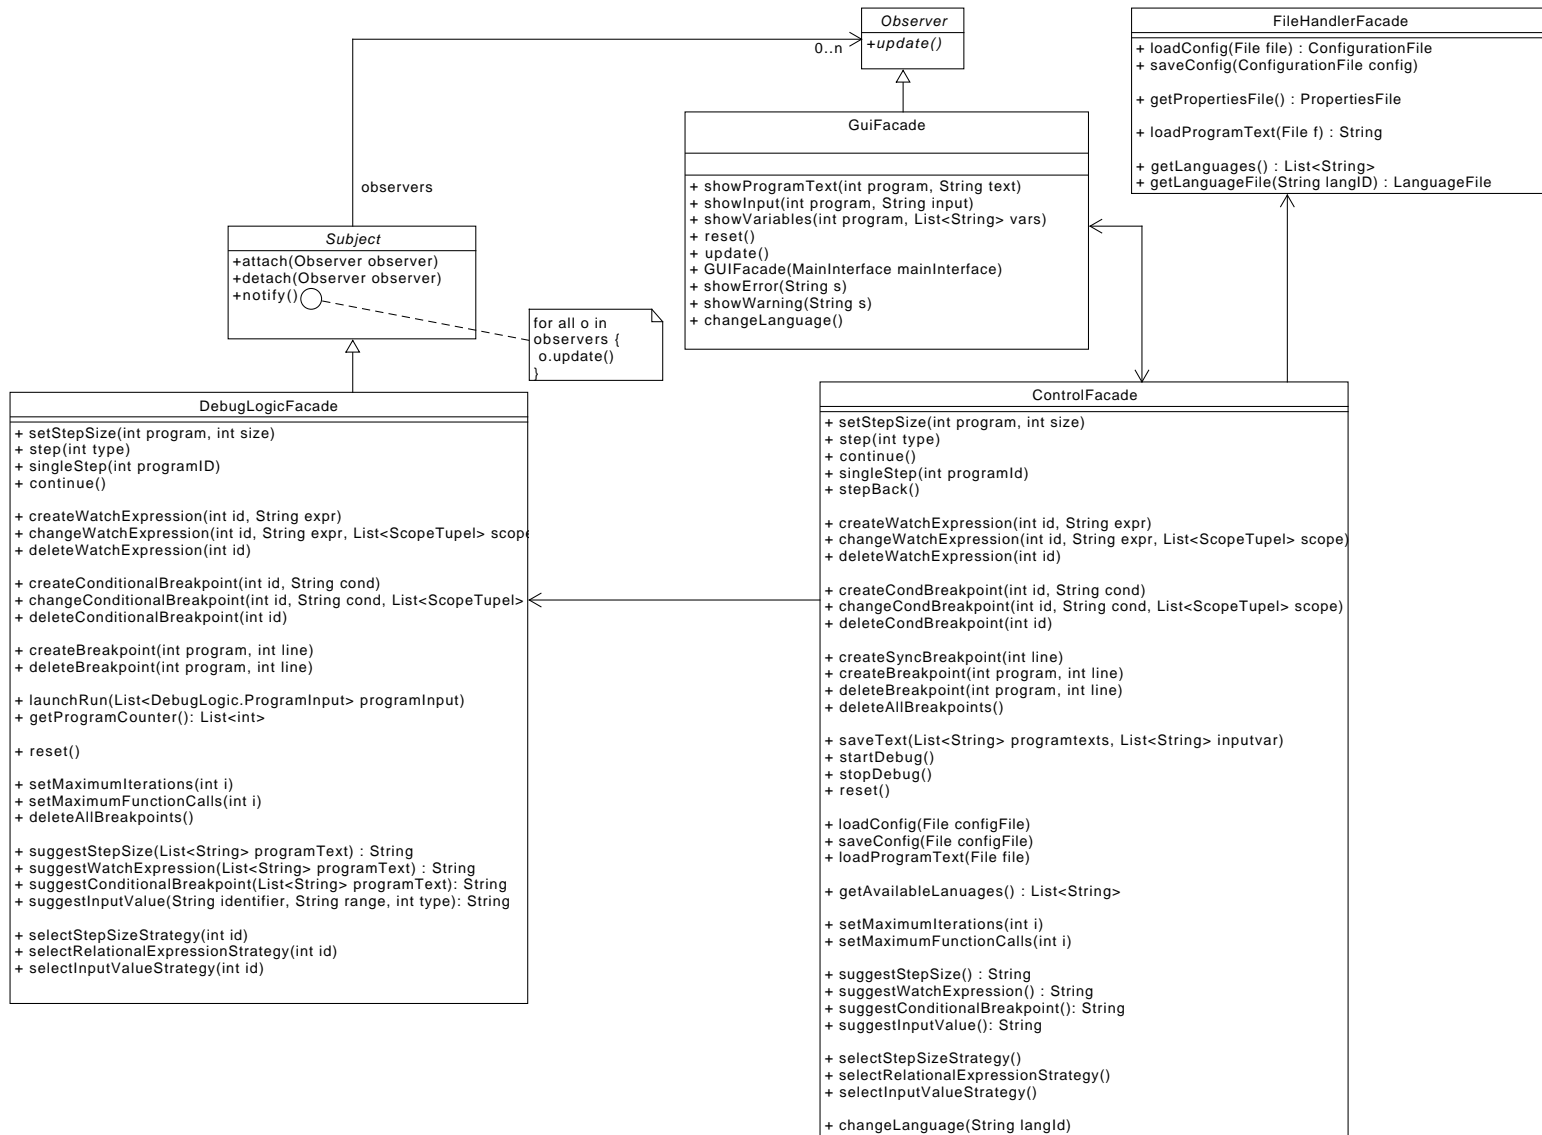 Observer
+update()
0..n
observers
FileHandlerFacade
+ loadConfig(File file) : ConfigurationFile
+ saveConfig(ConfigurationFile config)
+ getPropertiesFile() : PropertiesFile
+ loadProgramText(File f) : String
+ getLanguages() : List<String>
+ getLanguageFile(String langID) : LanguageFile
GuiFacade
+ showProgramText(int program, String text)
+ showInput(int program, String input)
+ showVariables(int program, List<String> vars)
+ reset()
+ update()
+ GUIFacade(MainInterface mainInterface)
+ showError(String s)
+ showWarning(String s)
+ changeLanguage()
Subject
+attach(Observer observer)
+detach(Observer observer)
+notify()
for all o in
observers {
o.update()
}
DebugLogicFacade
+ setStepSize(int program, int size)
+ step(int type)
+ singleStep(int programID)
+ continue()
+ createWatchExpression(int id, String expr)
+ changeWatchExpression(int id, String expr, List<ScopeTupel> scope
+ deleteWatchExpression(int id)
+ createConditionalBreakpoint(int id, String cond)
+ changeConditionalBreakpoint(int id, String cond, List<ScopeTupel>
+ deleteConditionalBreakpoint(int id)
+ createBreakpoint(int program, int line)
+ deleteBreakpoint(int program, int line)
+ launchRun(List<DebugLogic.ProgramInput> programInput)
+ getProgramCounter(): List<int>
+ reset()
+ setMaximumIterations(int i)
+ setMaximumFunctionCalls(int i)
+ deleteAllBreakpoints()
+ suggestStepSize(List<String> programText) : String
+ suggestWatchExpression(List<String> programText) : String
+ suggestConditionalBreakpoint(List<String> programText): String
+ suggestInputValue(String identifier, String range, int type): String
+ selectStepSizeStrategy(int id)
+ selectRelationalExpressionStrategy(int id)
+ selectInputValueStrategy(int id)
ControlFacade
+ setStepSize(int program, int size)
+ step(int type)
+ continue()
+ singleStep(int programId)
+ stepBack()
+ createWatchExpression(int id, String expr)
+ changeWatchExpression(int id, String expr, List<ScopeTupel> scope)
+ deleteWatchExpression(int id)
+ createCondBreakpoint(int id, String cond)
+ changeCondBreakpoint(int id, String cond, List<ScopeTupel> scope)
+ deleteCondBreakpoint(int id)
+ createSyncBreakpoint(int line)
+ createBreakpoint(int program, int line)
+ deleteBreakpoint(int program, int line)
+ deleteAllBreakpoints()
+ saveText(List<String> programtexts, List<String> inputvar)
+ startDebug()
+ stopDebug()
+ reset()
+ loadConfig(File configFile)
+ saveConfig(File configFile)
+ loadProgramText(File file)
+ getAvailableLanuages() : List<String>
+ setMaximumIterations(int i)
+ setMaximumFunctionCalls(int i)
+ suggestStepSize() : String
+ suggestWatchExpression() : String
+ suggestConditionalBreakpoint(): String
+ suggestInputValue(): String
+ selectStepSizeStrategy()
+ selectRelationalExpressionStrategy()
+ selectInputValueStrategy()
+ changeLanguage(String langId)